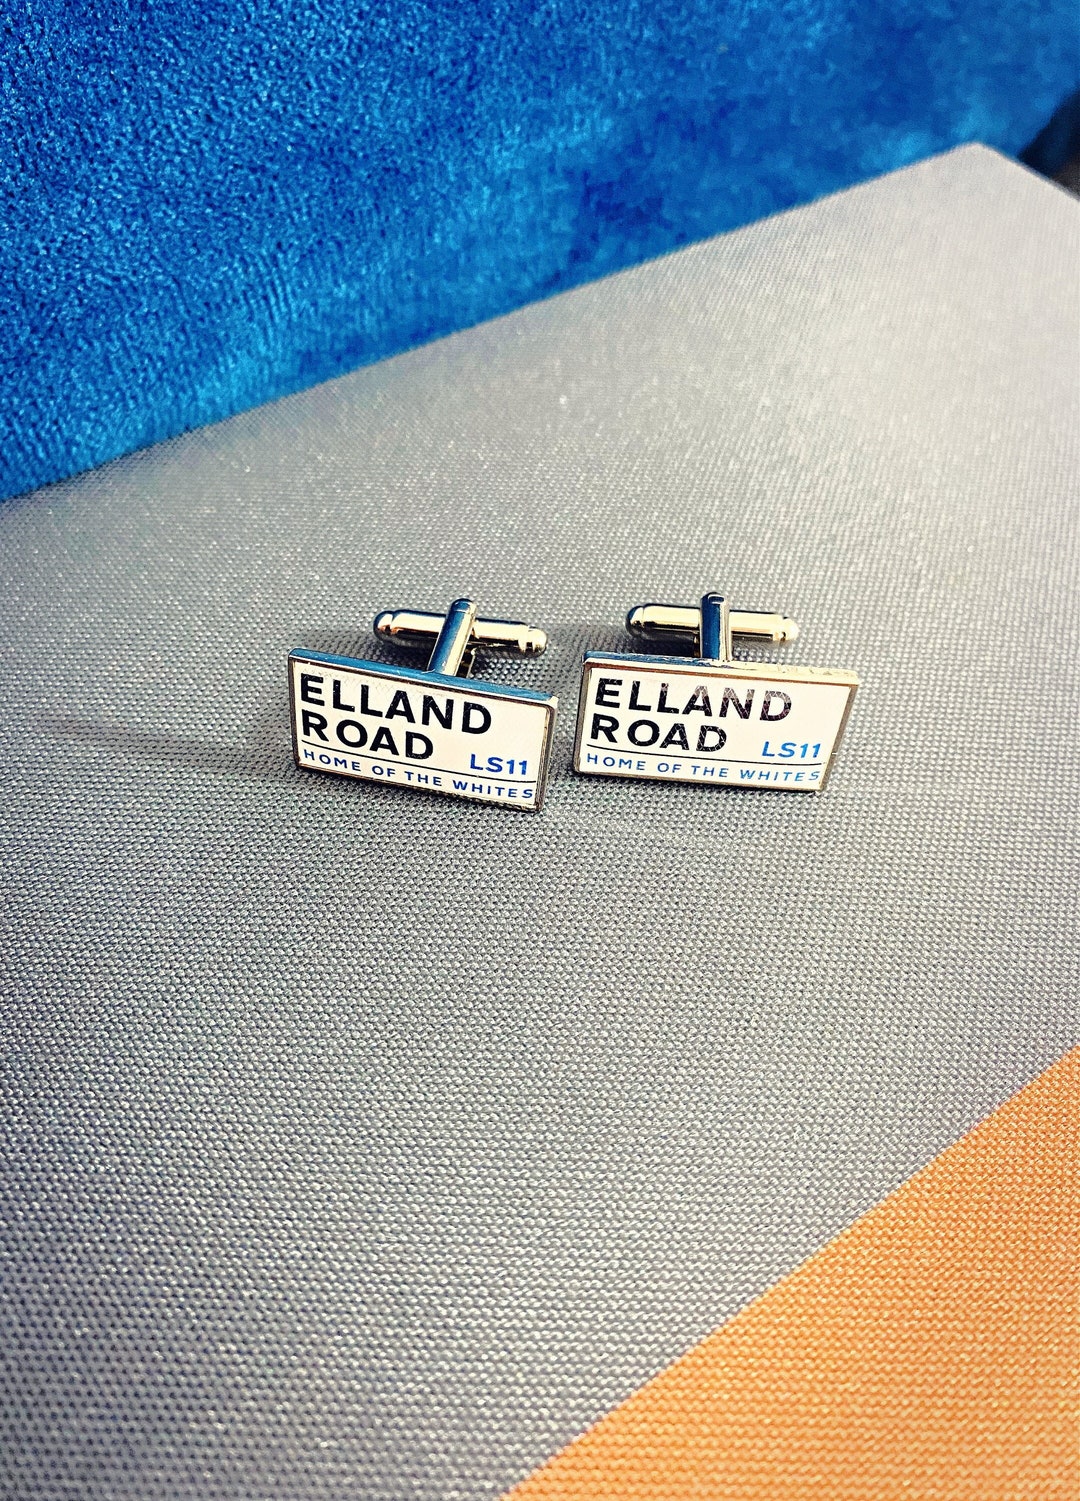 ELLAND
ROAD LS11
HOME OF THE WHITES
ELLAND
ROAD LS11
HOME OF THE WHITES